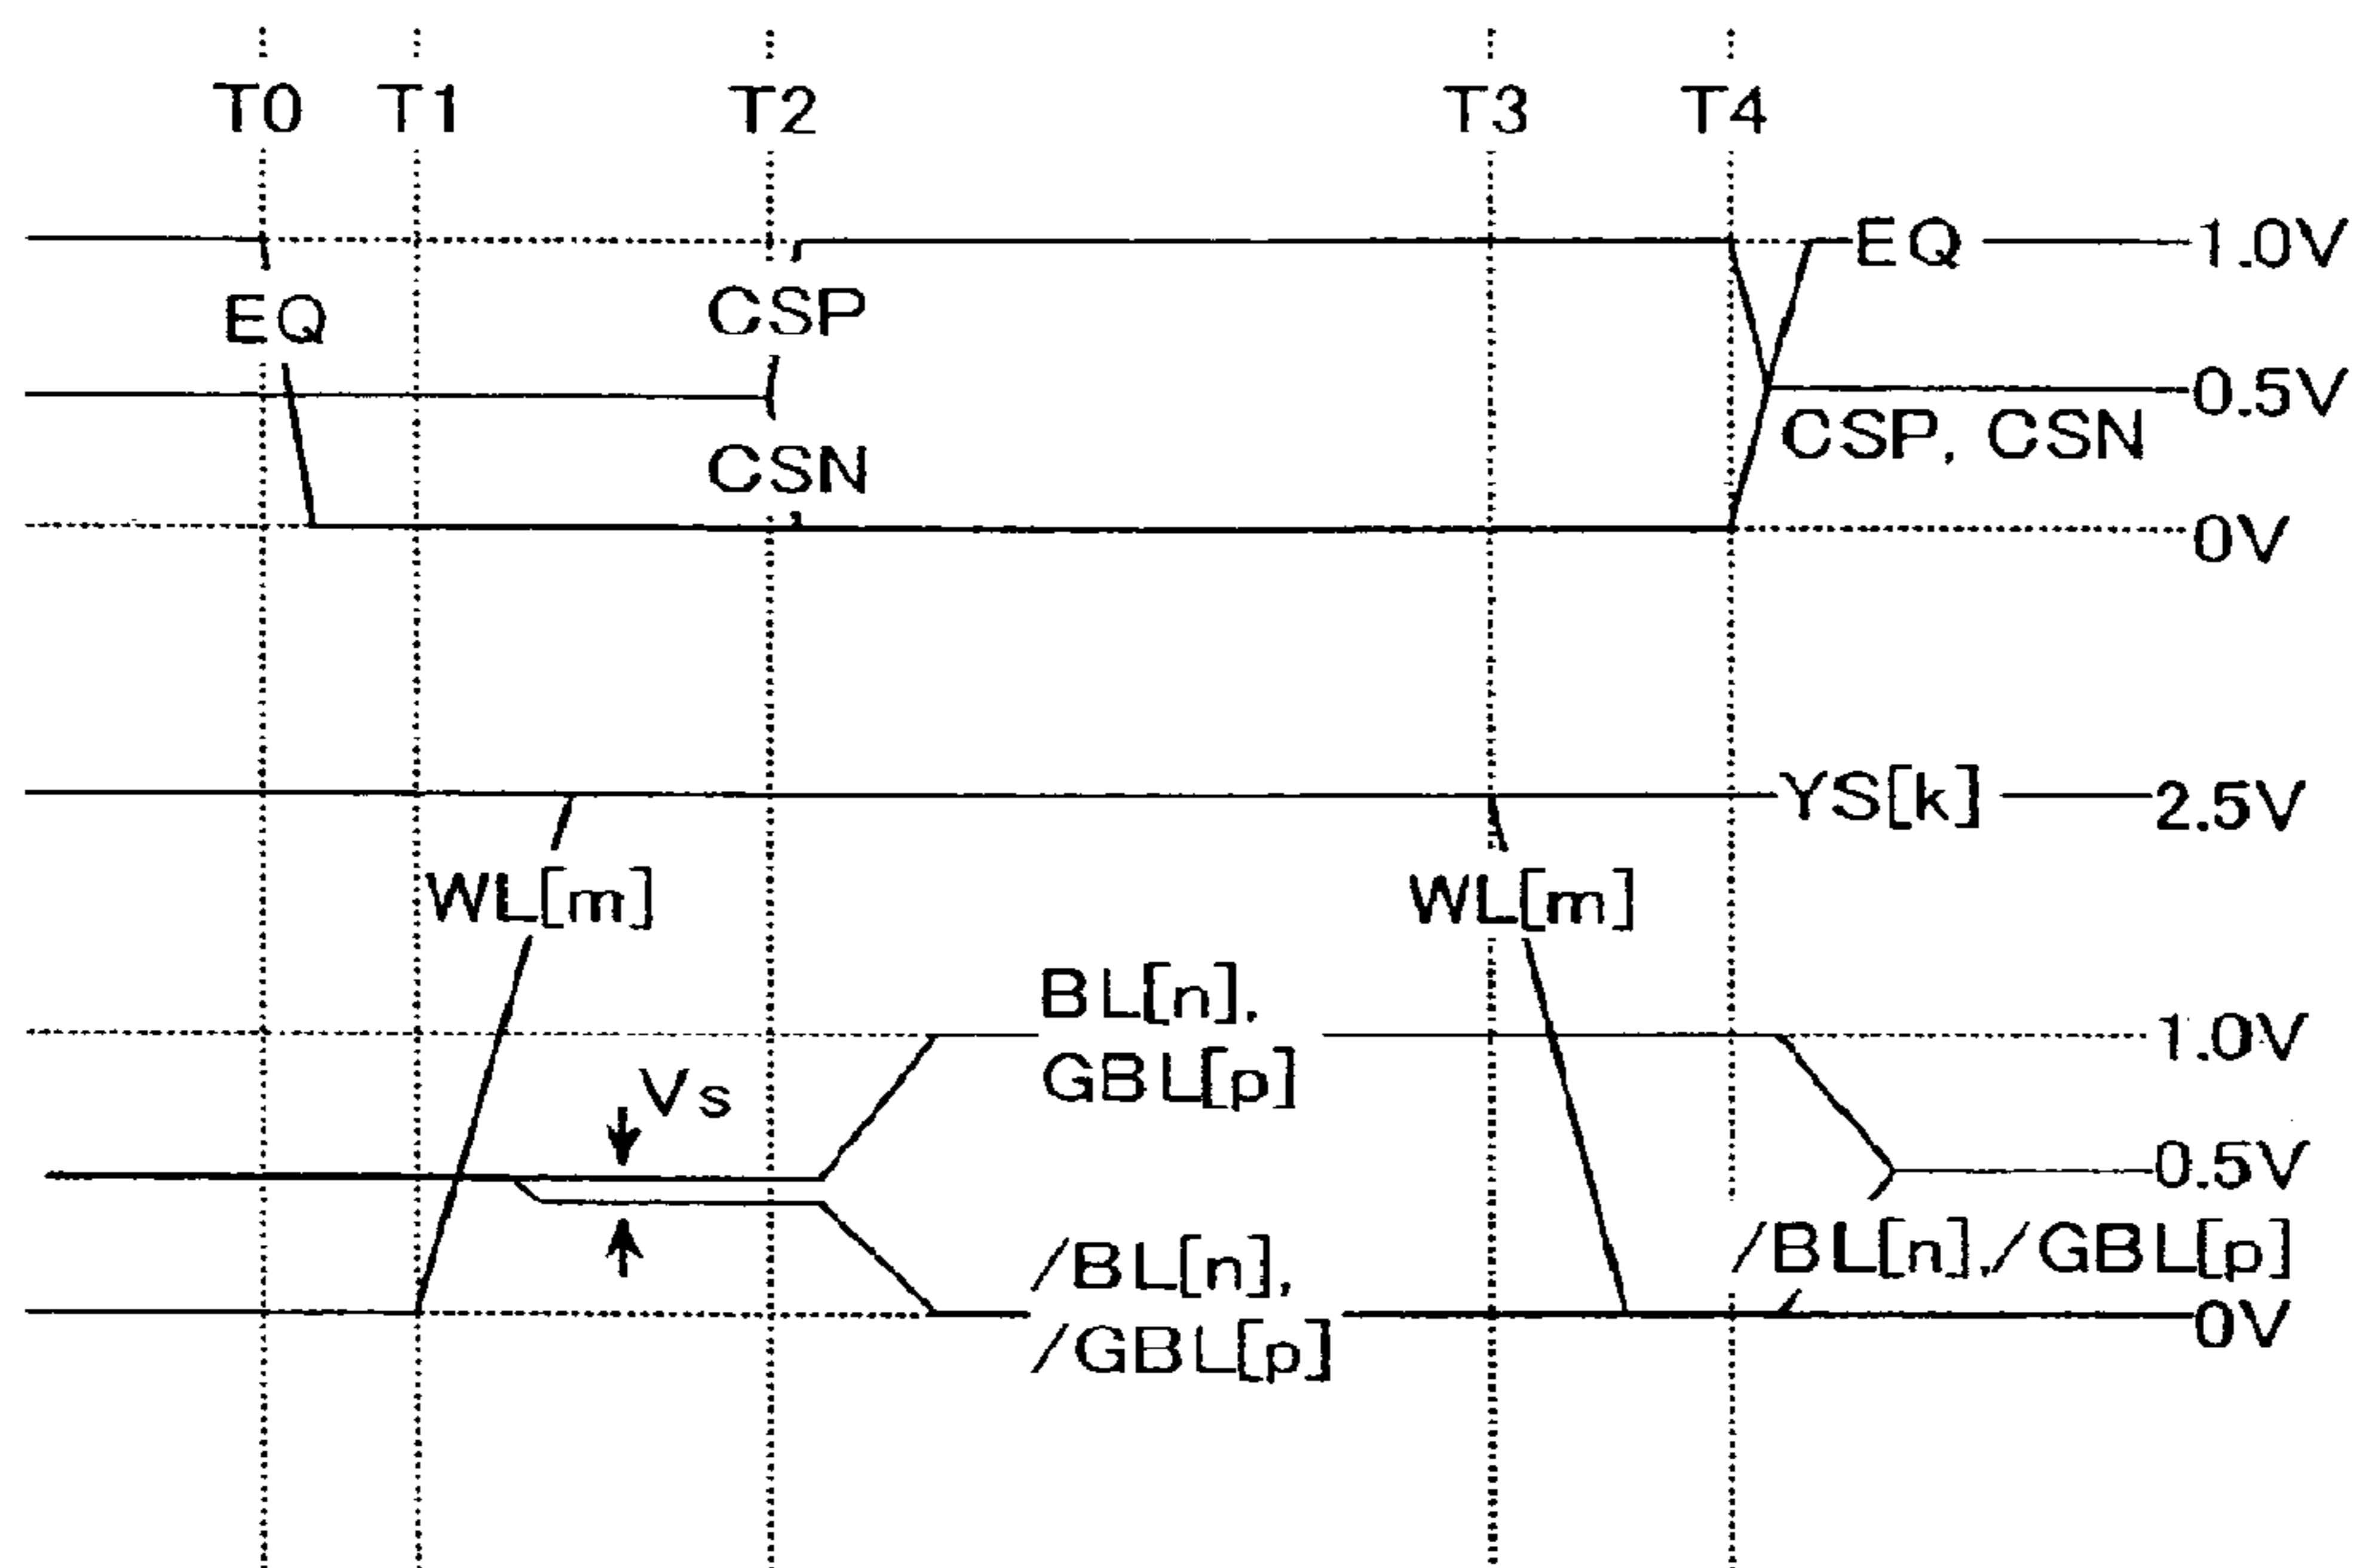 T0 T1 T2 T3 T4
EQ 1.0V
EQ CSP
0.5V
CSN CSP, CSN
0V
YS[k] 2.5V
WL[m] WL[m]
BL[n],
GBL[p] 1.0V
Vs
0.5V
/BL[n], /BL[n],/GBL[p]
/GBL[p] 0V